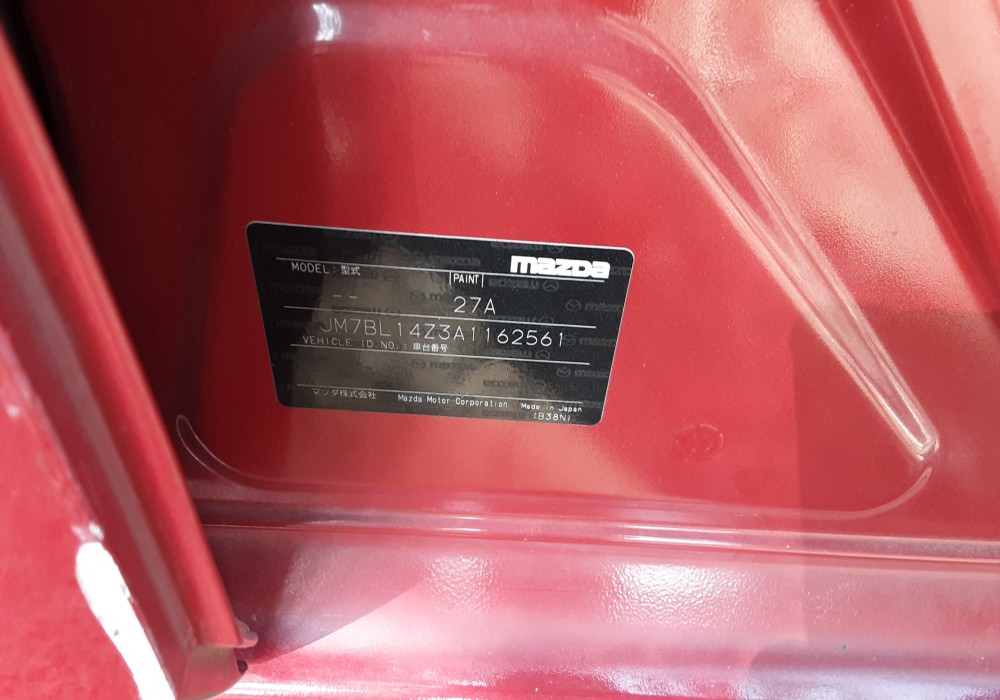 mazda
MODEL : 型式
PAINT
-- 27A
JM7BL14Z3A1162561
VEHICLE ID.NO.: 車台番号
マツダ株式会社 Mazda Motor Corporation Made in Japan
(B38N)